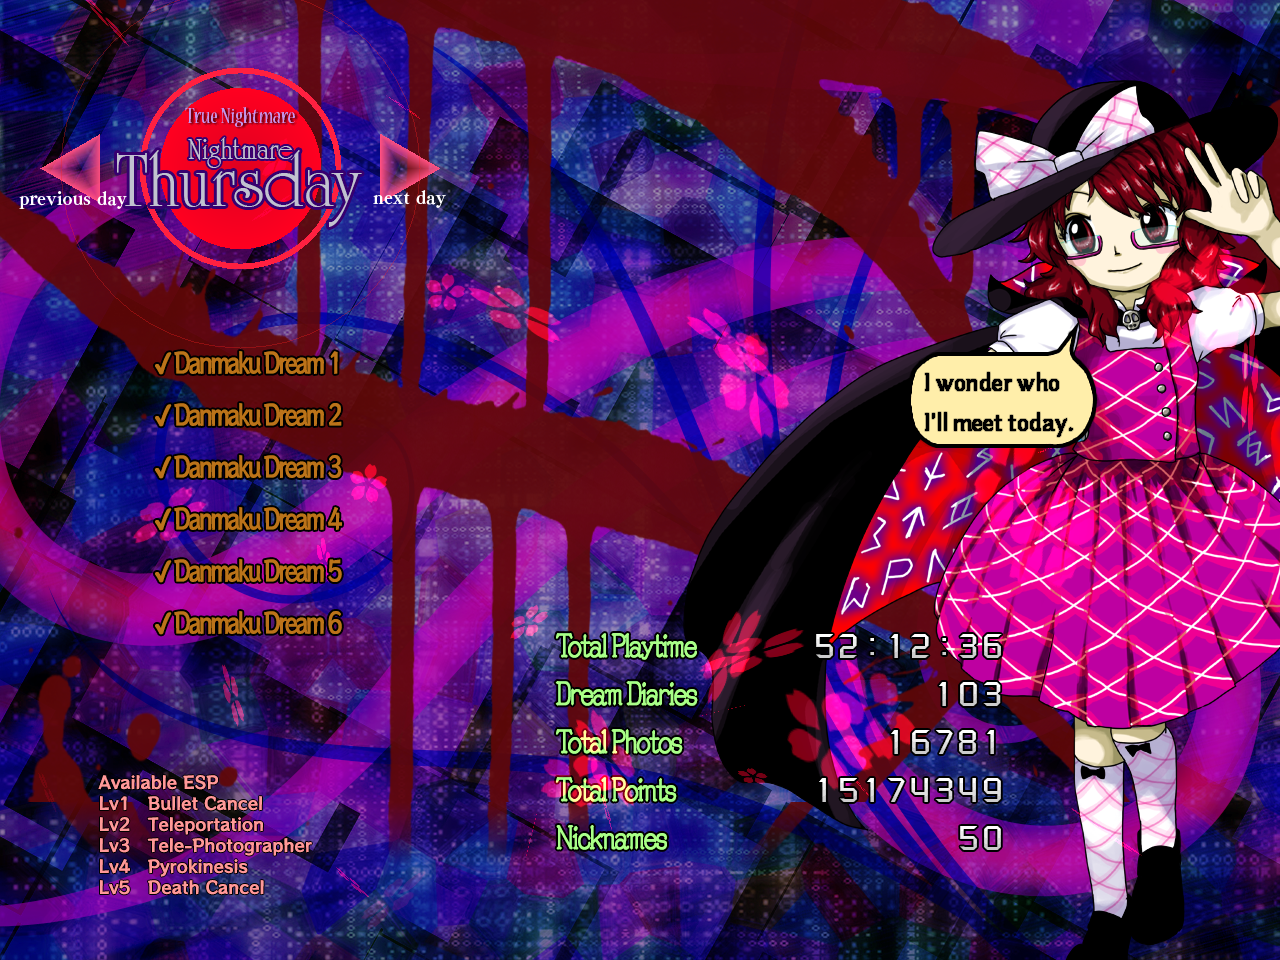 True Nightmare
Nightmare
Thursday
previous day
next day
✓Danmaku Dream 1
✓Danmaku Dream 2
✓Danmaku Dream 3
✓Danmaku Dream 4
✓Danmaku Dream 5
✓Danmaku Dream 6
I wonder who
I'll meet today.
Total Playtime 52:12:36
Dream Diaries 103
Total Photos 16781
Total Points 15174349
Nicknames 50
Available ESP
Lv1 Bullet Cancel
Lv2 Teleportation
Lv3 Tele-Photographer
Lv4 Pyrokinesis
Lv5 Death Cancel